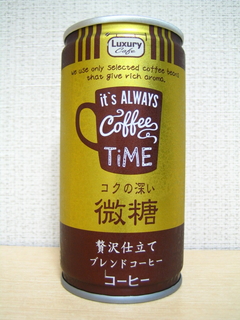 Luxury
Cafe
We use only selected coffee beans
that give rich aroma.
it's ALWAYS
Coffee
TiME
コクの深い
微糖
贅沢仕立て
ブレンドコーヒー
コーヒー